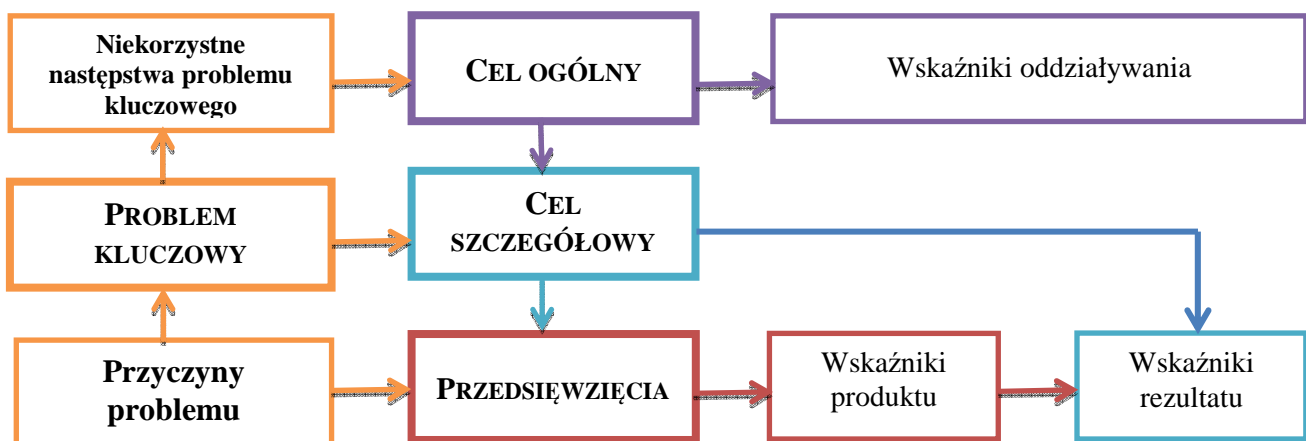 Niekorzystne
następstwa problemu
kluczowego
CEL OGÓLNY
Wskaźniki oddziaływania
PROBLEM
KLUCZOWY
CEL
SZCZEGÓŁOWY
Przyczyny
problemu
PRZEDSIĘWZIĘCIA
Wskaźniki
produktu
Wskaźniki
rezultatu